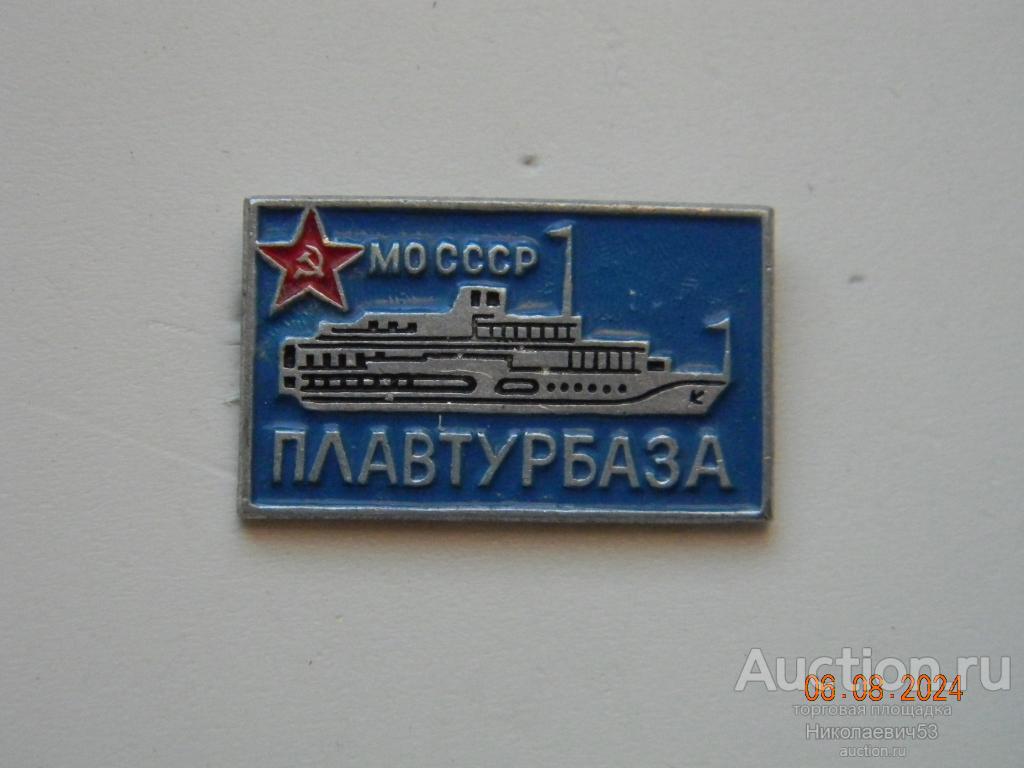 МО СССР
ПЛАВТУРБАЗА
Auction.ru
06.08.2024
торговая площадка
Николаевич53
auction.ru